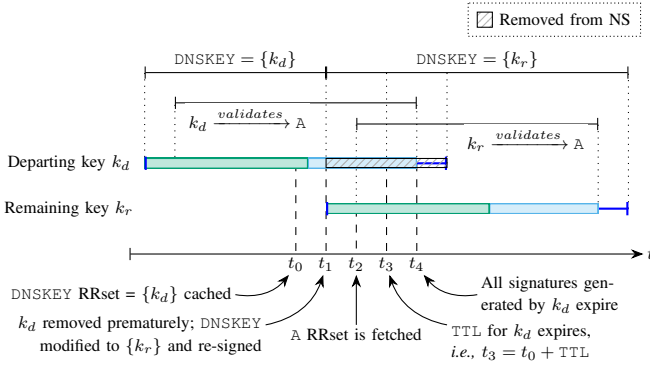 Removed from NS
DNSKEY = {k_d}
DNSKEY = {k_r}
k_d validates → A
k_r validates → A
Departing key k_d
Remaining key k_r
t
t_0
t_1
t_2
t_3
t_4
DNSKEY RRset = {k_d} cached
k_d removed prematurely; DNSKEY
modified to {k_r} and re-signed
A RRset is fetched
All signatures gen-
erated by k_d expire
TTL for k_d expires,
i.e., t_3 = t_0 + TTL